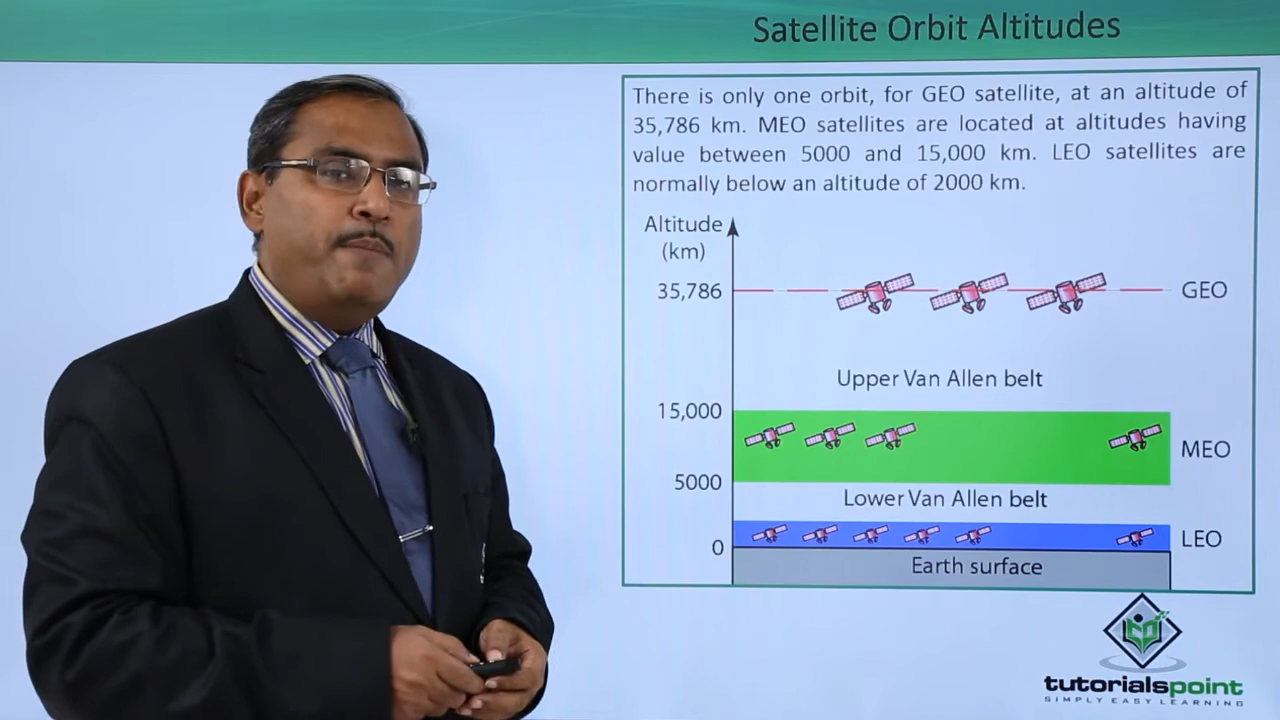 Satellite Orbit Altitudes
There is only one orbit, for GEO satellite, at an altitude of
35,786 km. MEO satellites are located at altitudes having
value between 5000 and 15,000 km. LEO satellites are
normally below an altitude of 2000 km.
Altitude
(km)
35,786
GEO
Upper Van Allen belt
15,000
MEO
5000
Lower Van Allen belt
LEO
0
Earth surface
tutorialspoint
SIMPLY EASY LEARNING